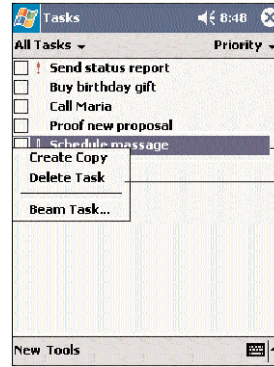 Tasks 8:48
All Tasks Priority
! Send status report
Buy birthday gift
Call Maria
Proof new proposal
! Schedule massage
Create Copy
Delete Task
Beam Task...
New Tools